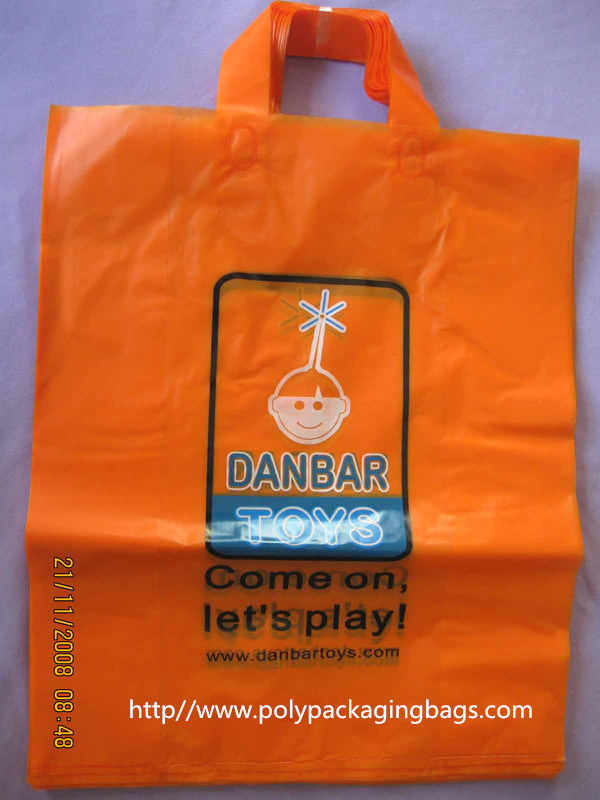 DANBAR
TOYS
Come on,
let's play!
www.danbartoys.com
21/11/2008 08:48
http//www.polypackagingbags.com